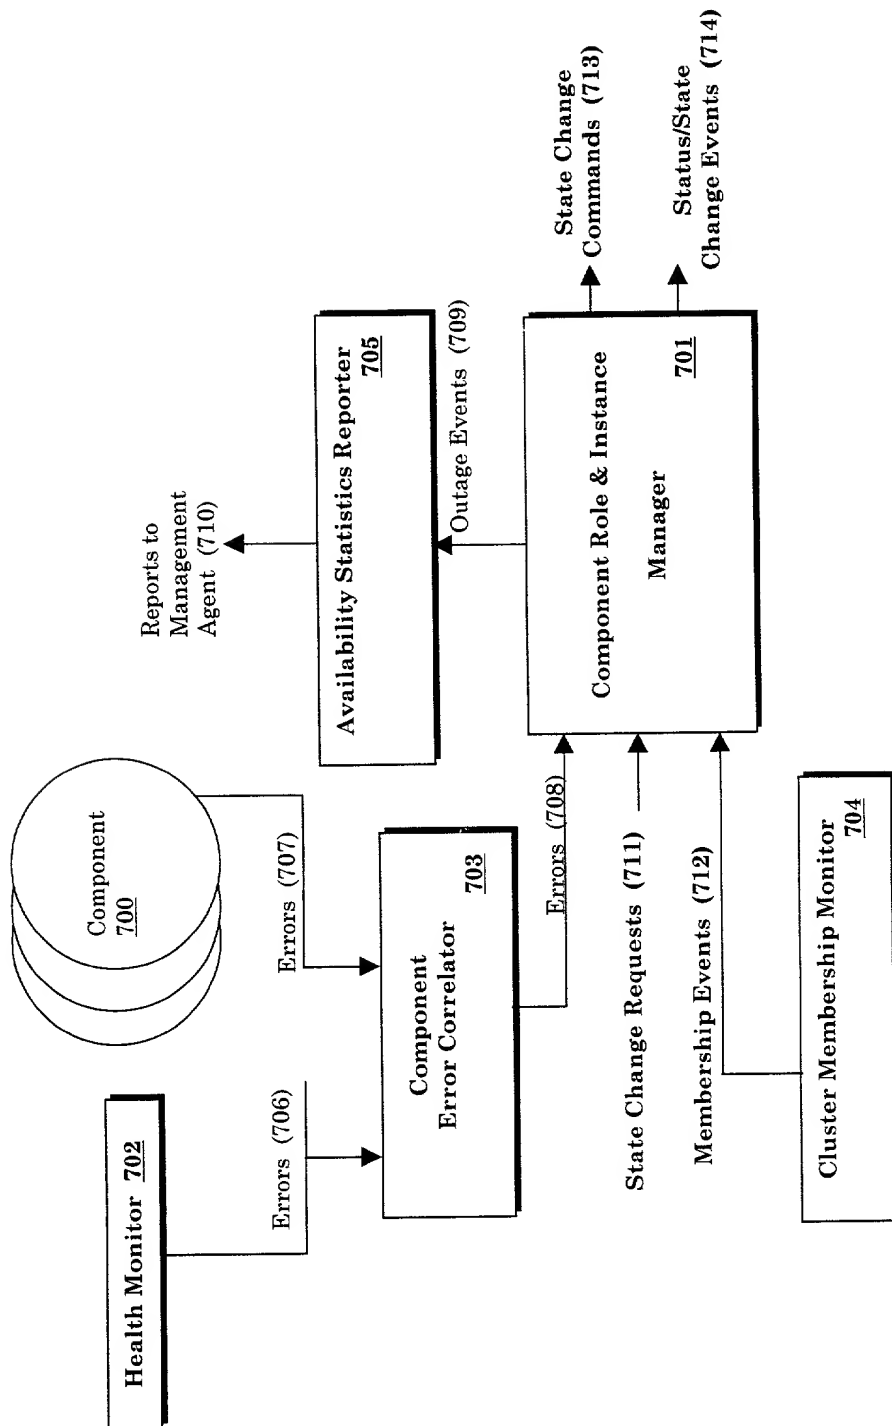 Health Monitor 702
Component
700
Errors (706)
Errors (707)
Component
Error Correlator
703
Reports to
Management
Agent (710)
Availability Statistics Reporter
705
Errors (708)
Outage Events (709)
State Change Requests (711)
Membership Events (712)
Component Role & Instance
Manager
701
State Change
Commands (713)
Status/State
Change Events (714)
Cluster Membership Monitor
704